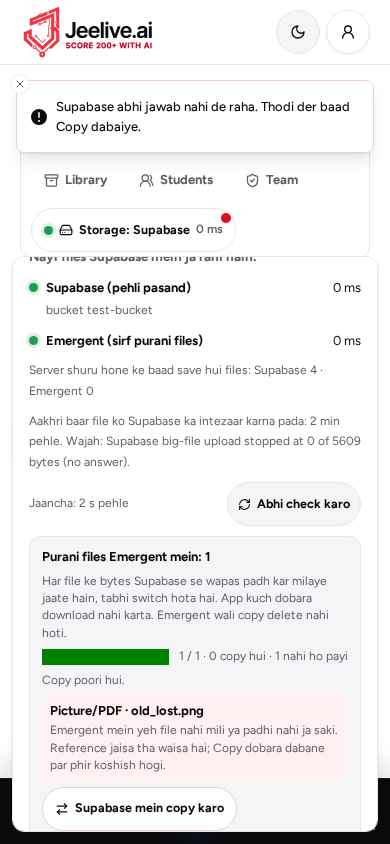 Jeelive.ai
SCORE 200+ WITH AI
Supabase abhi jawab nahi de raha. Thodi der baad
Copy dabaiye.
Library
Students
Team
Storage: Supabase 0 ms
Nayi files Supabase mein ja rahi hain.
Supabase (pehli pasand) 0 ms
bucket test-bucket
Emergent (sirf purani files) 0 ms
Server shuru hone ke baad save hui files: Supabase 4 ·
Emergent 0
Aakhri baar file ko Supabase ka intezaar karna pada: 2 min
pehle. Wajah: Supabase big-file upload stopped at 0 of 5609
bytes (no answer).
Jaancha: 2 s pehle
Abhi check karo
Purani files Emergent mein: 1
Har file ke bytes Supabase se wapas padh kar milaye
jaate hain, tabhi switch hota hai. App kuch dobara
download nahi karta. Emergent wali copy delete nahi
hoti.
1 / 1 · 0 copy hui · 1 nahi ho payi
Copy poori hui.
Picture/PDF · old_lost.png
Emergent mein yeh file nahi mili ya padhi nahi ja saki.
Reference jaisa tha waisa hai; Copy dobara dabane
par phir koshish hogi.
Supabase mein copy karo